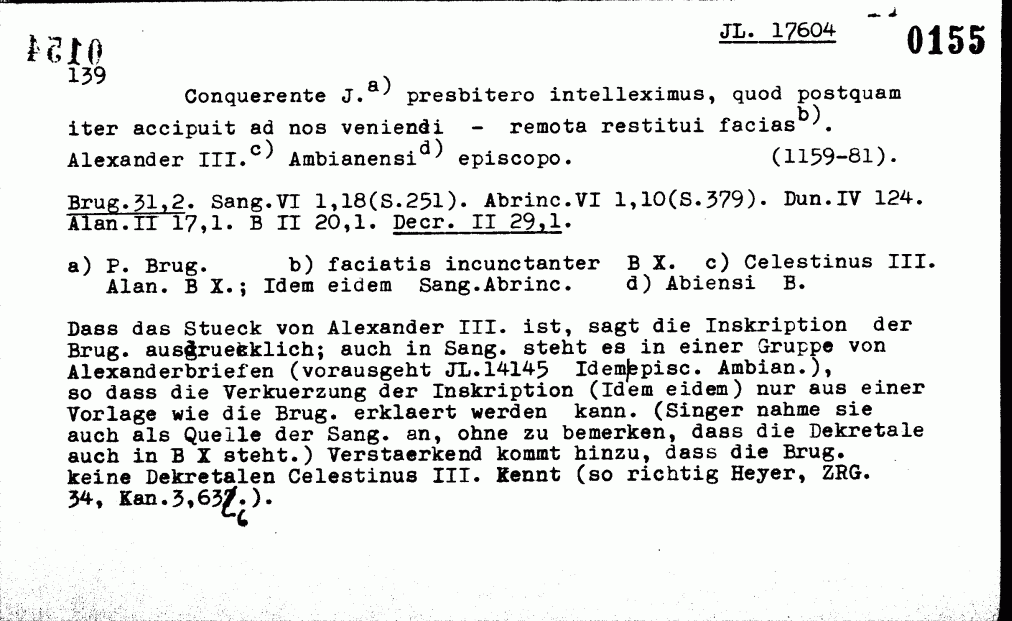 JL. 17604
0155
0154
139
Conquerente J.a) presbitero intelleximus, quod postquam
iter accipuit ad nos veniendi - remota restitui faciasb).
Alexander III.c) Ambianensid) episcopo. (1159-81).
Brug.31,2. Sang.VI 1,18(S.251). Abrinc.VI 1,10(S.379). Dun.IV 124.
Alan.II 17,1. B II 20,1. Decr. II 29,1.
a) P. Brug. b) faciatis incunctanter B X. c) Celestinus III.
Alan. B X.; Idem eidem Sang.Abrinc. d) Abiensi B.
Dass das Stueck von Alexander III. ist, sagt die Inskription der
Brug. ausdruecklich; auch in Sang. steht es in einer Gruppe von
Alexanderbriefen (vorausgeht JL.14145 Idem|episc. Ambian.),
so dass die Verkuerzung der Inskription (Idem eidem) nur aus einer
Vorlage wie die Brug. erklaert werden kann. (Singer nahme sie
auch als Quelle der Sang. an, ohne zu bemerken, dass die Dekretale
auch in B X steht.) Verstaerkend kommt hinzu, dass die Brug.
keine Dekretalen Celestinus III. Kennt (so richtig Heyer, ZRG.
34, Kan.3,632.).
6